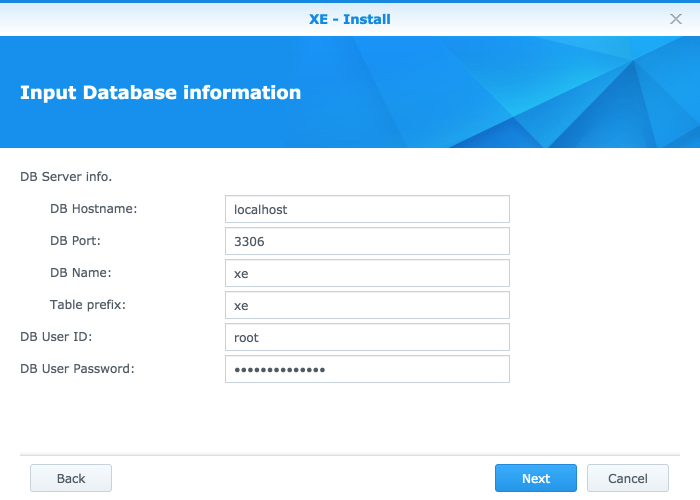 XE - Install
Input Database information
DB Server info.
DB Hostname: localhost
DB Port: 3306
DB Name: xe
Table prefix: xe
DB User ID: root
DB User Password: ••••••••••••••
Back Next Cancel